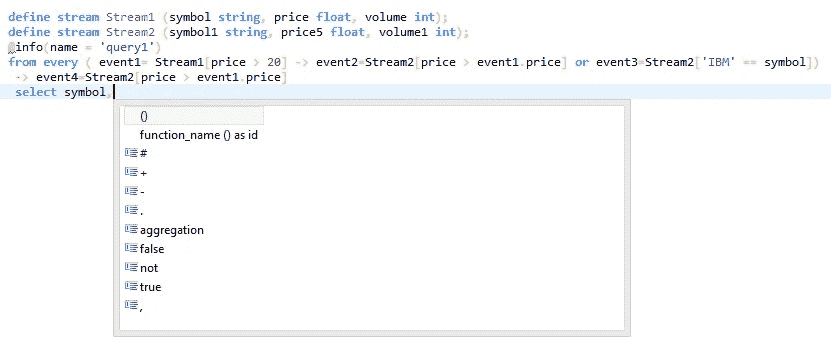 define stream Stream1 (symbol string, price float, volume int);
define stream Stream2 (symbol1 string, price5 float, volume1 int);
@info(name = 'query1')
from every ( event1= Stream1[price > 20] -> event2=Stream2[price > event1.price] or event3=Stream2['IBM' == symbol])
-> event4=Stream2[price > event1.price]
select symbol,
()
function_name () as id
#
+
-
.
aggregation
false
not
true
,